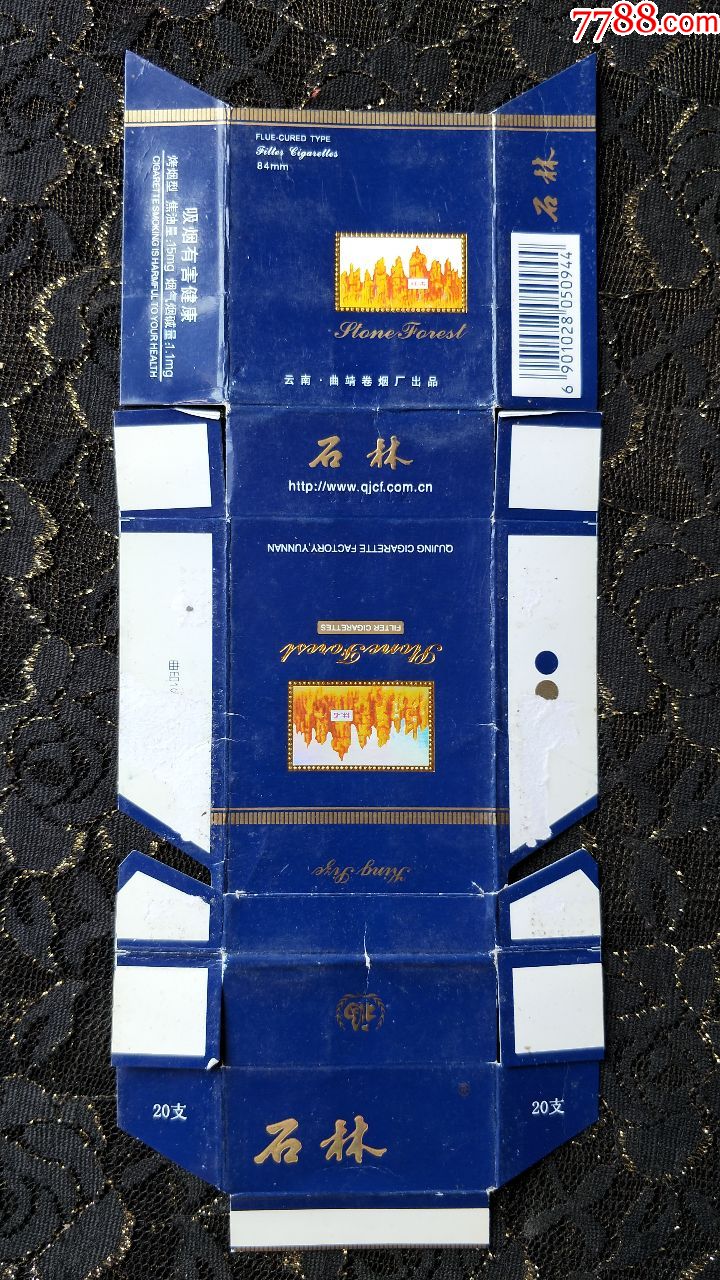 7788.com
FLUE-CURED TYPE
Filter Cigarettes
84mm
吸烟有害健康
烤烟型 焦油量:15mg 烟气烟碱量:1.1mg
CIGARETTE SMOKING IS HARMFUL TO YOUR HEALTH
石林
6 901028 050944
Stone Forest
云南·曲靖卷烟厂出品
石林
http://www.qjcf.com.cn
QUJING CIGARETTE FACTORY,YUNNAN
FILTER CIGARETTES
Stone Forest
石林
曲印
King Size
20支
20支
石林